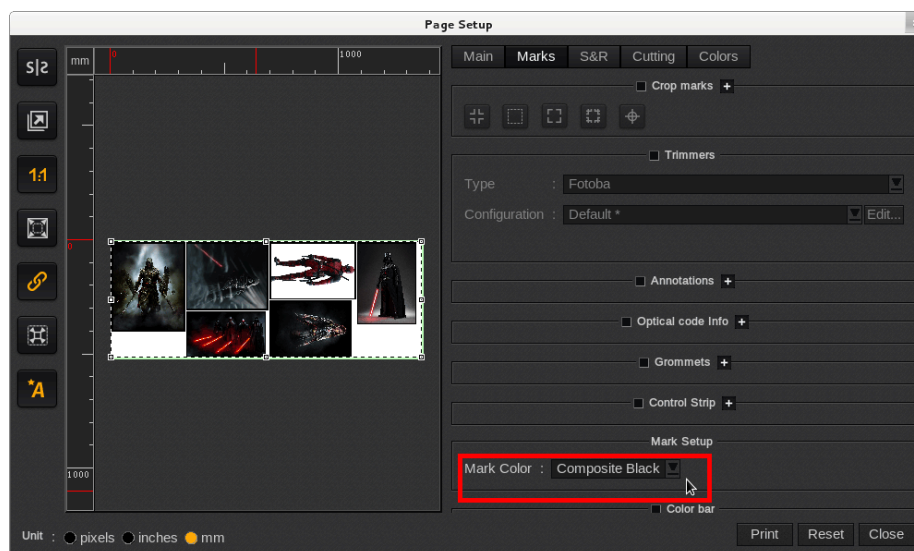 Page Setup
S|S
mm
0
1000
Main Marks S&R Cutting Colors
Crop marks +
Trimmers
1:1
Type : Fotoba
Configuration : Default * Edit...
0
Annotations +
Optical code Info +
Grommets +
*A
Control Strip +
Mark Setup
Mark Color : Composite Black
1000
Color bar
Unit : pixels inches mm
Print Reset Close